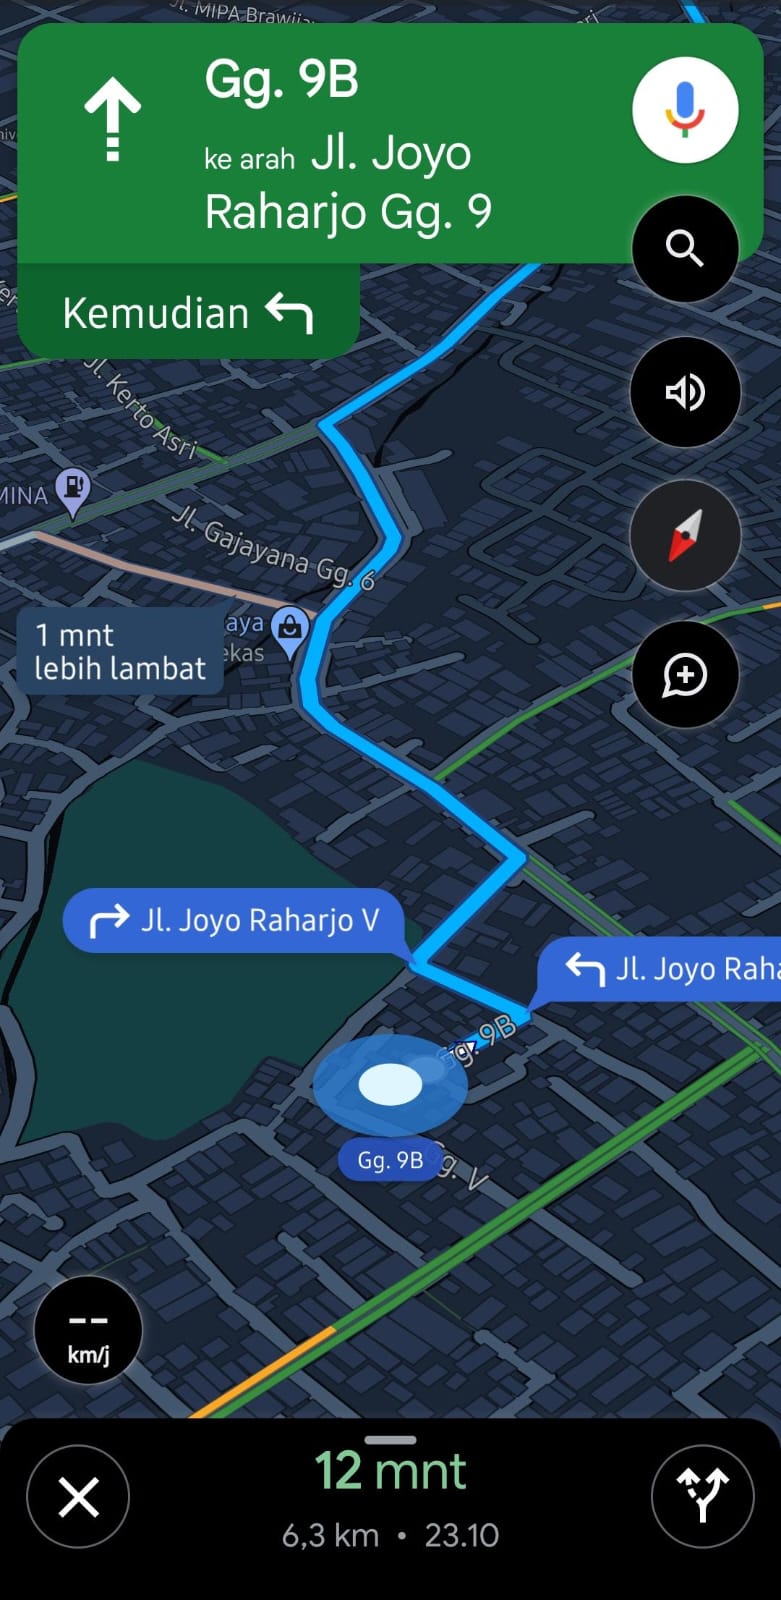 Jl. MIPA Brawijaya
Gg. 9B
ke arah Jl. Joyo
Raharjo Gg. 9
Kemudian
Jl. Kerto Asri
MINA
Jl. Gajayana Gg. 6
1 mnt
lebih lambat
aya
ekas
Jl. Joyo Raharjo V
Jl. Joyo Raha
Gg. 9B
Gg. 9B
Gg. V
--
km/j
12 mnt
6,3 km • 23.10